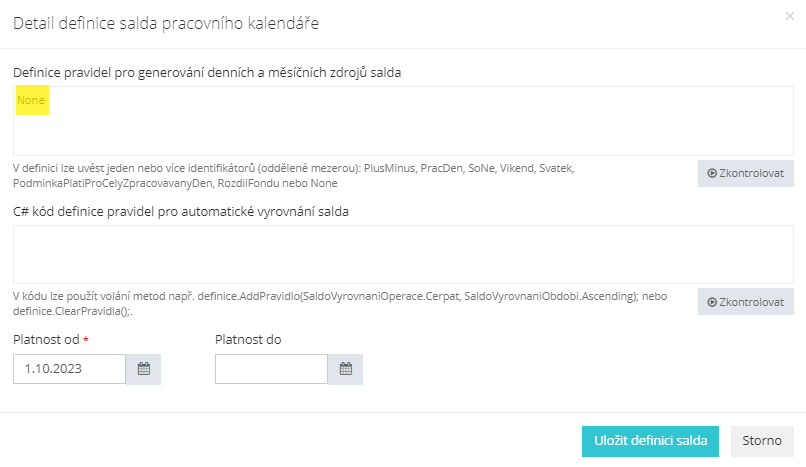 Detail definice salda pracovního kalendáře
×
Definice pravidel pro generování denních a měsíčních zdrojů salda
None
V definici lze uvést jeden nebo více identifikátorů (oddělené mezerou): PlusMinus, PracDen, SoNe, Vikend, Svatek,
PodminkaPlatiProCelyZpracovavanyDen, RozdilFondu nebo None
Zkontrolovat
C# kód definice pravidel pro automatické vyrovnání salda
V kódu lze použít volání metod např. definice.AddPravidlo(SaldoVyrovnaniOperace.Cerpat, SaldoVyrovnaniObdobi.Ascending); nebo
definice.ClearPravidla();.
Zkontrolovat
Platnost od *
Platnost do
1.10.2023
Uložit definici salda
Storno